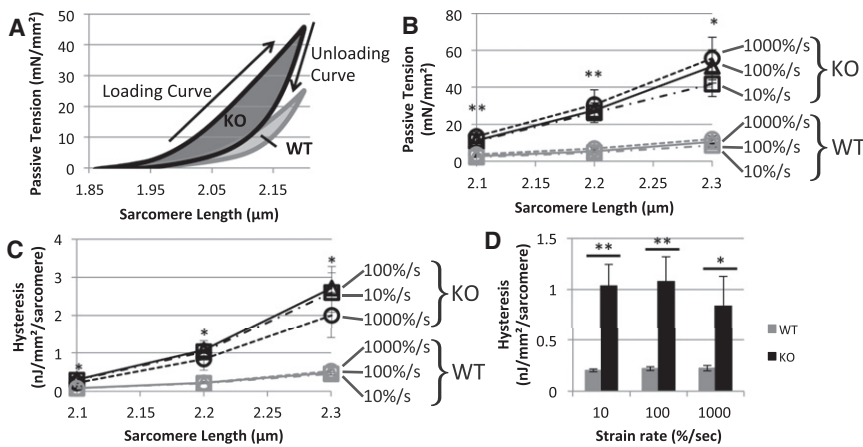 A
Passive Tension (mN/mm²)
50
40
30
20
10
0
Loading Curve
Unloading
Curve
KO
WT
1.85
1.95
2.05
2.15
Sarcomere Length (µm)
B
Passive Tension
(mN/mm²)
80
60
40
20
0
**
**
*
1000%/s
100%/s
10%/s
KO
1000%/s
100%/s
10%/s
WT
2.1
2.15
2.2
2.25
2.3
Sarcomere Length (µm)
C
Hysteresis
(nJ/mm²/sarcomere)
4
3
2
1
0
*
*
*
100%/s
10%/s
1000%/s
KO
1000%/s
100%/s
10%/s
WT
2.1
2.15
2.2
2.25
2.3
Sarcomere Length (µm)
D
Hysteresis
(nJ/mm²/sarcomere)
1.5
1
0.5
0
**
**
*
WT
KO
10
100
1000
Strain rate (%/sec)